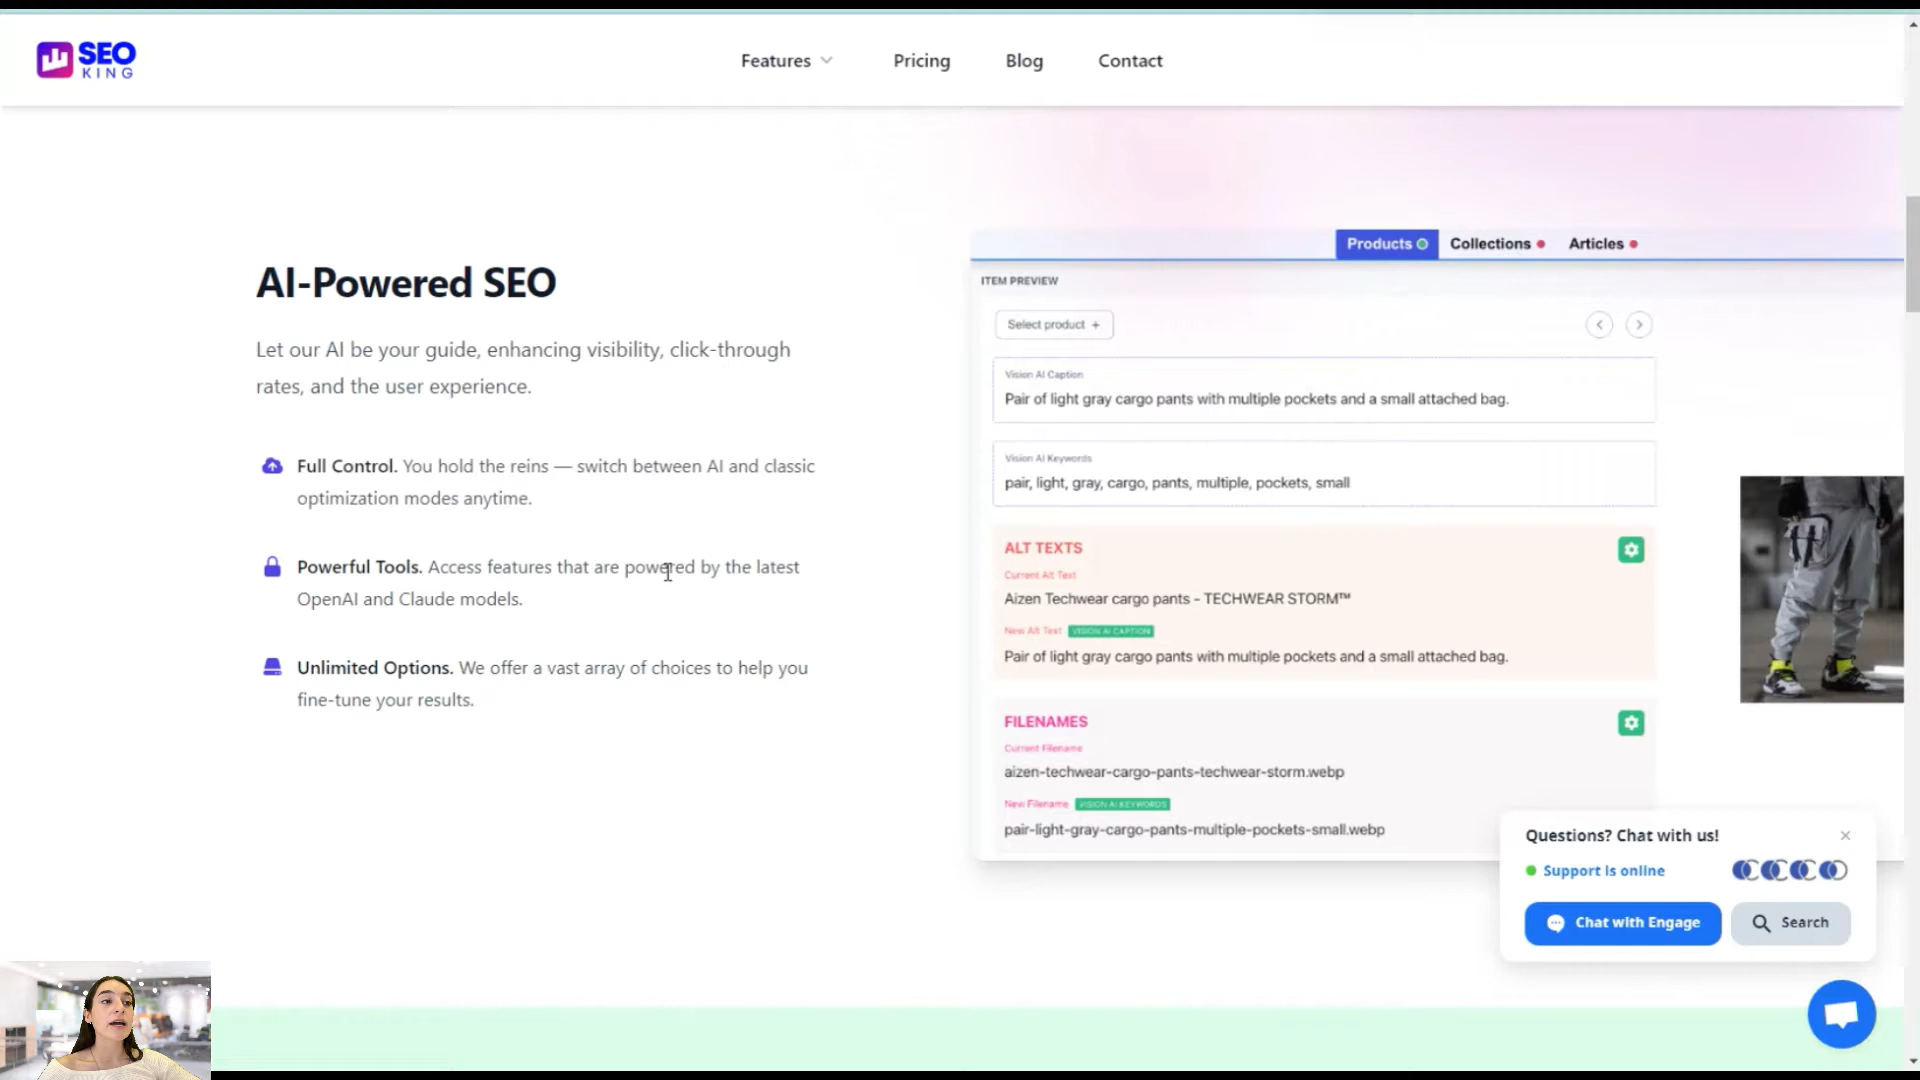 SEO
KING
Features
Pricing
Blog
Contact
AI-Powered SEO
Let our AI be your guide, enhancing visibility, click-through
rates, and the user experience.
Full Control. You hold the reins — switch between AI and classic
optimization modes anytime.
Powerful Tools. Access features that are powered by the latest
OpenAI and Claude models.
Unlimited Options. We offer a vast array of choices to help you
fine-tune your results.
Products
Collections
Articles
ITEM PREVIEW
Select product +
Vision AI Caption
Pair of light gray cargo pants with multiple pockets and a small attached bag.
Vision AI Keywords
pair, light, gray, cargo, pants, multiple, pockets, small
ALT TEXTS
Current Alt Text
Aizen Techwear cargo pants - TECHWEAR STORM™
New Alt Text VISION AI CAPTION
Pair of light gray cargo pants with multiple pockets and a small attached bag.
FILENAMES
Current Filename
aizen-techwear-cargo-pants-techwear-storm.webp
New Filename VISION AI KEYWORDS
pair-light-gray-cargo-pants-multiple-pockets-small.webp
Questions? Chat with us!
Support is online
Chat with Engage
Search